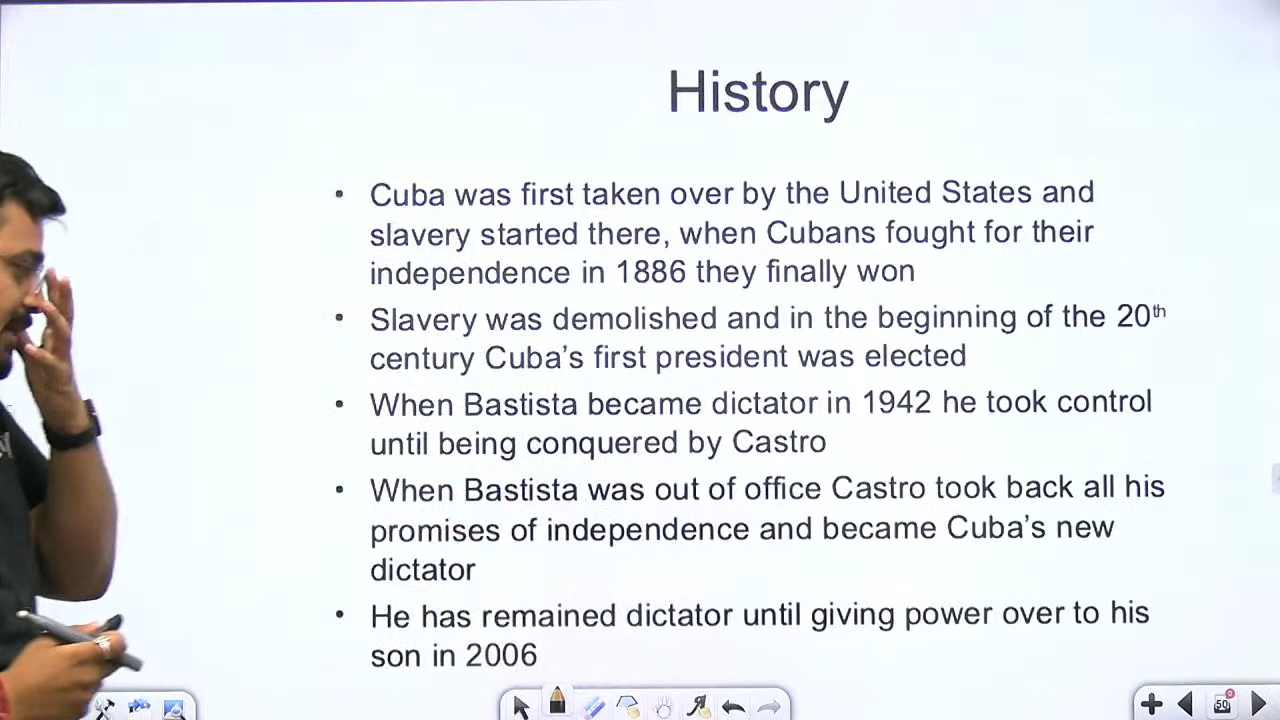 History
• Cuba was first taken over by the United States and
slavery started there, when Cubans fought for their
independence in 1886 they finally won
• Slavery was demolished and in the beginning of the 20th
century Cuba's first president was elected
• When Bastista became dictator in 1942 he took control
until being conquered by Castro
• When Bastista was out of office Castro took back all his
promises of independence and became Cuba's new
dictator
• He has remained dictator until giving power over to his
son in 2006
50